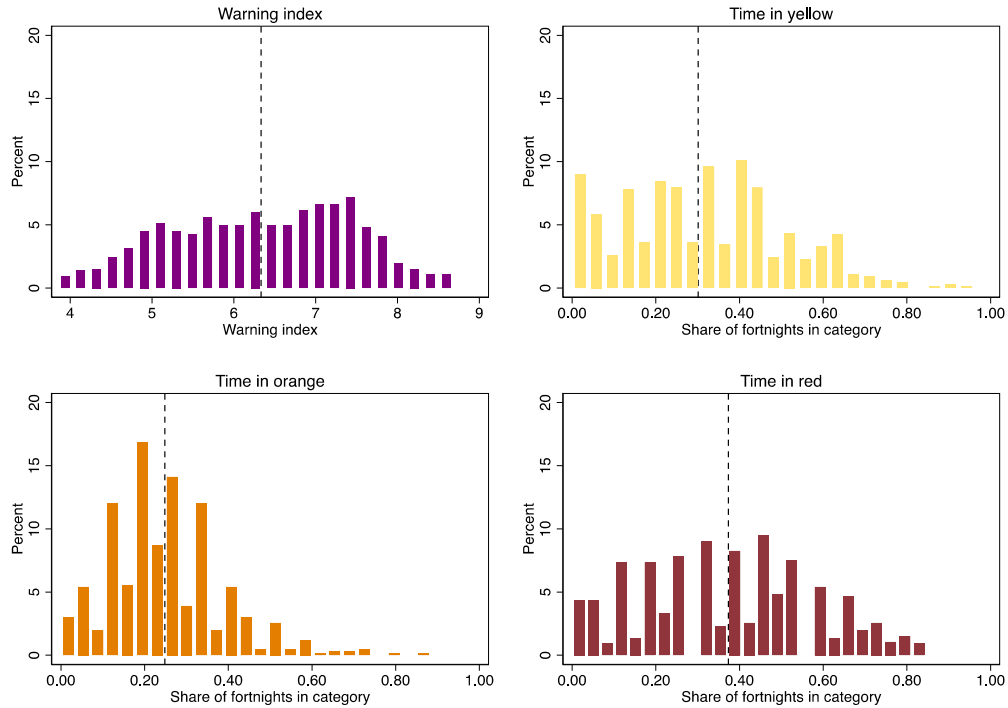 Warning index
Percent
20
15
10
5
0
4 5 6 7 8 9
Warning index
Time in yellow
Percent
20
15
10
5
0
0.00 0.20 0.40 0.60 0.80 1.00
Share of fortnights in category
Time in orange
Percent
20
15
10
5
0
0.00 0.20 0.40 0.60 0.80 1.00
Share of fortnights in category
Time in red
Percent
20
15
10
5
0
0.00 0.20 0.40 0.60 0.80 1.00
Share of fortnights in category